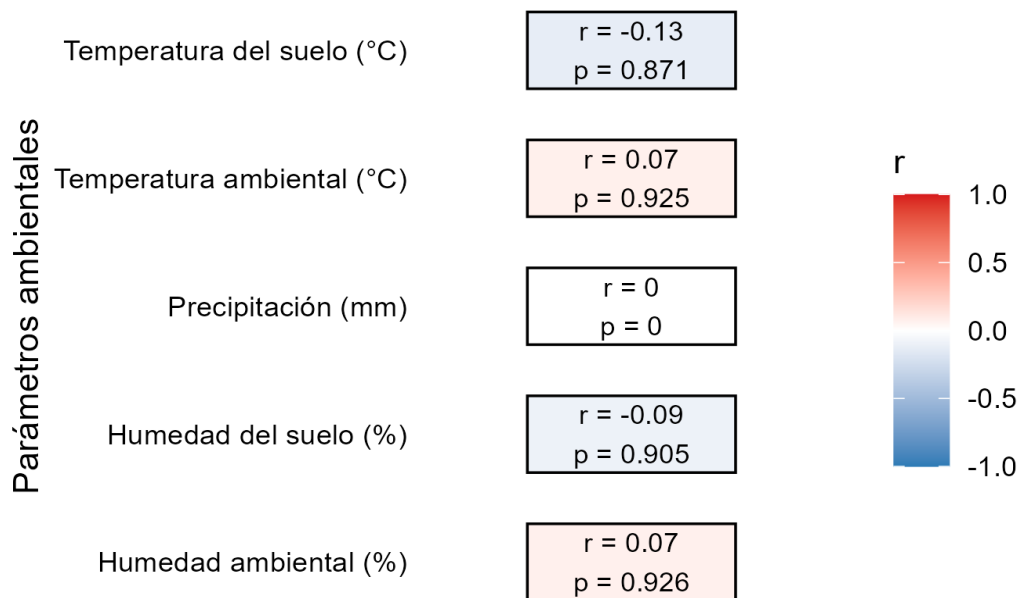 Parámetros ambientales
Temperatura del suelo (°C)
r = -0.13
p = 0.871
Temperatura ambiental (°C)
r = 0.07
p = 0.925
Precipitación (mm)
r = 0
p = 0
Humedad del suelo (%)
r = -0.09
p = 0.905
Humedad ambiental (%)
r = 0.07
p = 0.926
r
1.0
0.5
0.0
-0.5
-1.0